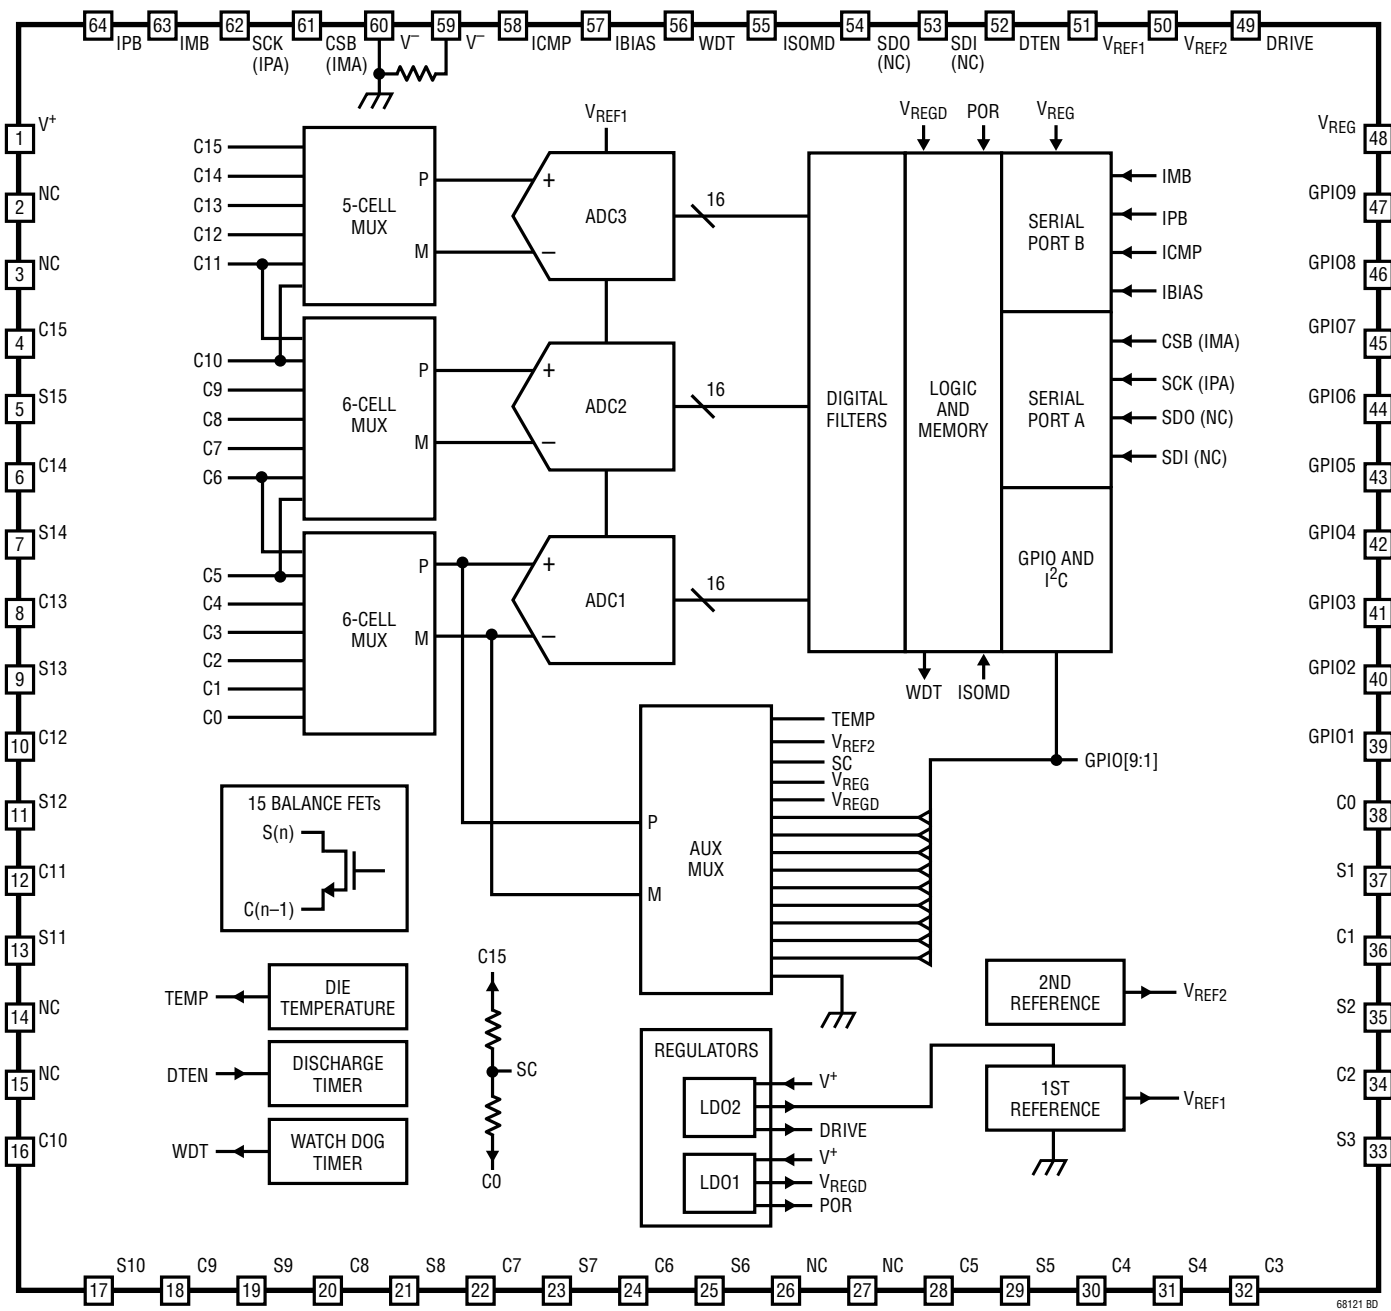 64 63 62 61 60 59 58 57 56 55 54 53 52 51 50 49
IPB IMB SCK CSB V– V– ICMP IBIAS WDT ISOMD SDO SDI DTEN VREF1 VREF2 DRIVE
(IPA) (IMA) (NC) (NC)
1 V+
2 NC
3 NC
4 C15
5 S15
6 C14
7 S14
8 C13
9 S13
10 C12
11 S12
12 C11
13 S11
14 NC
15 NC
16 C10
C15
C14
C13
C12
C11
C10
C9
C8
C7
C6
C5
C4
C3
C2
C1
C0
5-CELL
MUX
P
M
6-CELL
MUX
P
M
6-CELL
MUX
P
M
VREF1
+
ADC3
–
16
+
ADC2
–
16
+
ADC1
–
16
VREGD POR VREG
DIGITAL
FILTERS
LOGIC
AND
MEMORY
SERIAL
PORT B
SERIAL
PORT A
GPIO AND
I2C
IMB
IPB
ICMP
IBIAS
CSB (IMA)
SCK (IPA)
SDO (NC)
SDI (NC)
WDT ISOMD
GPIO[9:1]
P
M
AUX
MUX
TEMP
VREF2
SC
VREG
VREGD
15 BALANCE FETs
S(n)
C(n–1)
TEMP
DIE
TEMPERATURE
DTEN
DISCHARGE
TIMER
WDT
WATCH DOG
TIMER
C15
SC
C0
REGULATORS
LDO2
V+
DRIVE
LDO1
V+
VREGD
POR
2ND
REFERENCE
VREF2
1ST
REFERENCE
VREF1
VREG 48
GPIO9 47
GPIO8 46
GPIO7 45
GPIO6 44
GPIO5 43
GPIO4 42
GPIO3 41
GPIO2 40
GPIO1 39
C0 38
S1 37
C1 36
S2 35
C2 34
S3 33
S10 C9 S9 C8 S8 C7 S7 C6 S6 NC NC C5 S5 C4 S4 C3
17 18 19 20 21 22 23 24 25 26 27 28 29 30 31 32
68121 BD